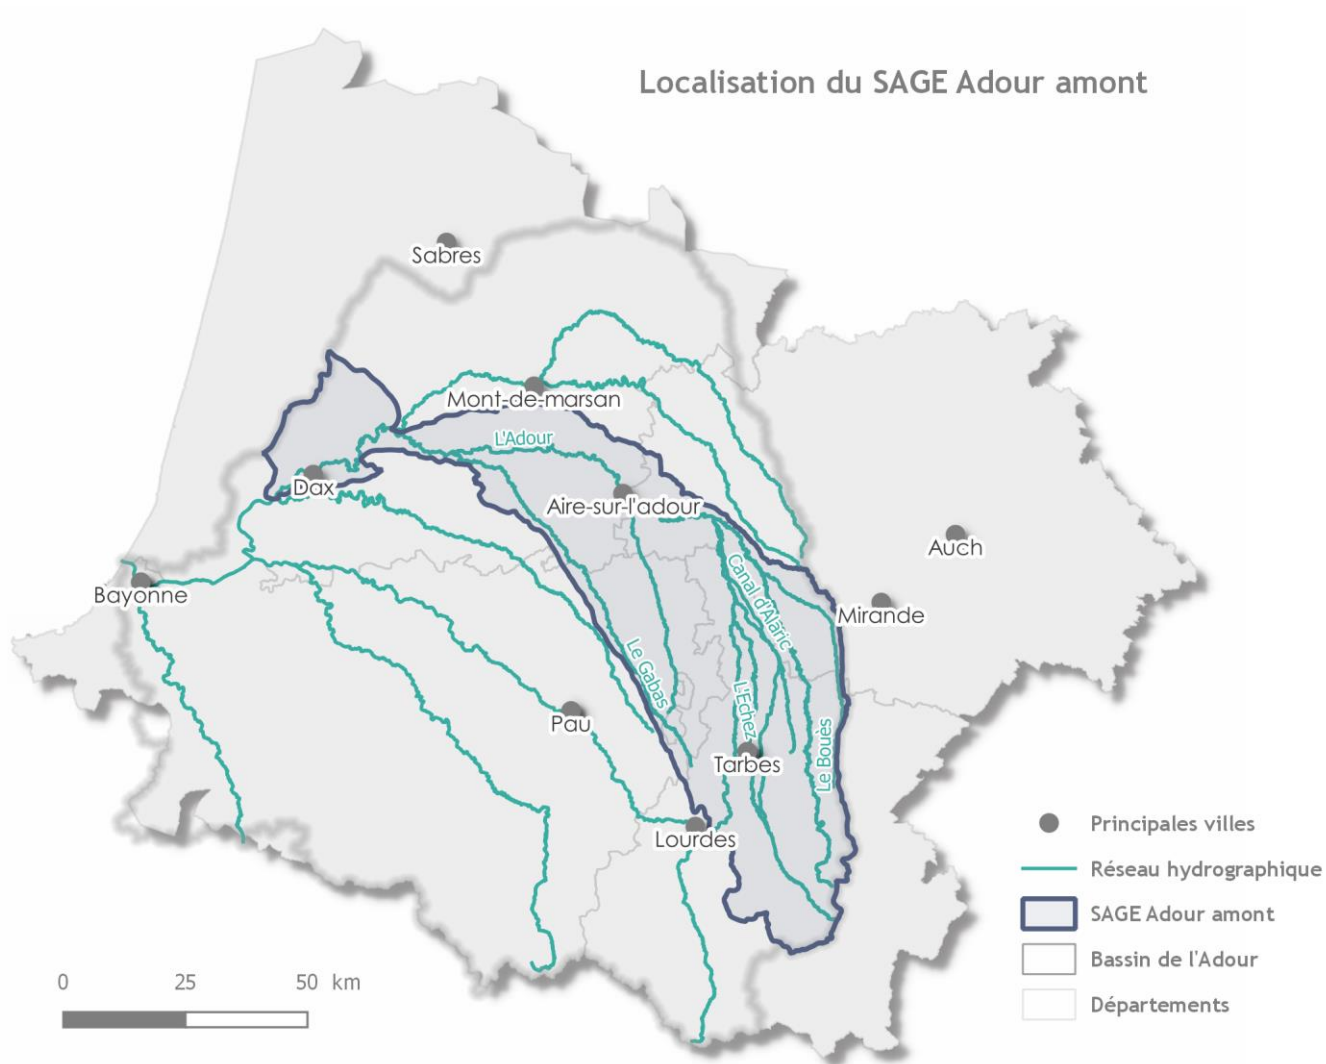 Localisation du SAGE Adour amont
Sabres
Mont-de-marsan
L'Adour
Dax
Aire-sur-l'adour
Auch
Canal d'Alaric
Bayonne
Mirande
Le Gabas
L'Echez
Pau
Tarbes
Le Bouès
Lourdes
Principales villes
Réseau hydrographique
SAGE Adour amont
Bassin de l'Adour
Départements
0 25 50 km